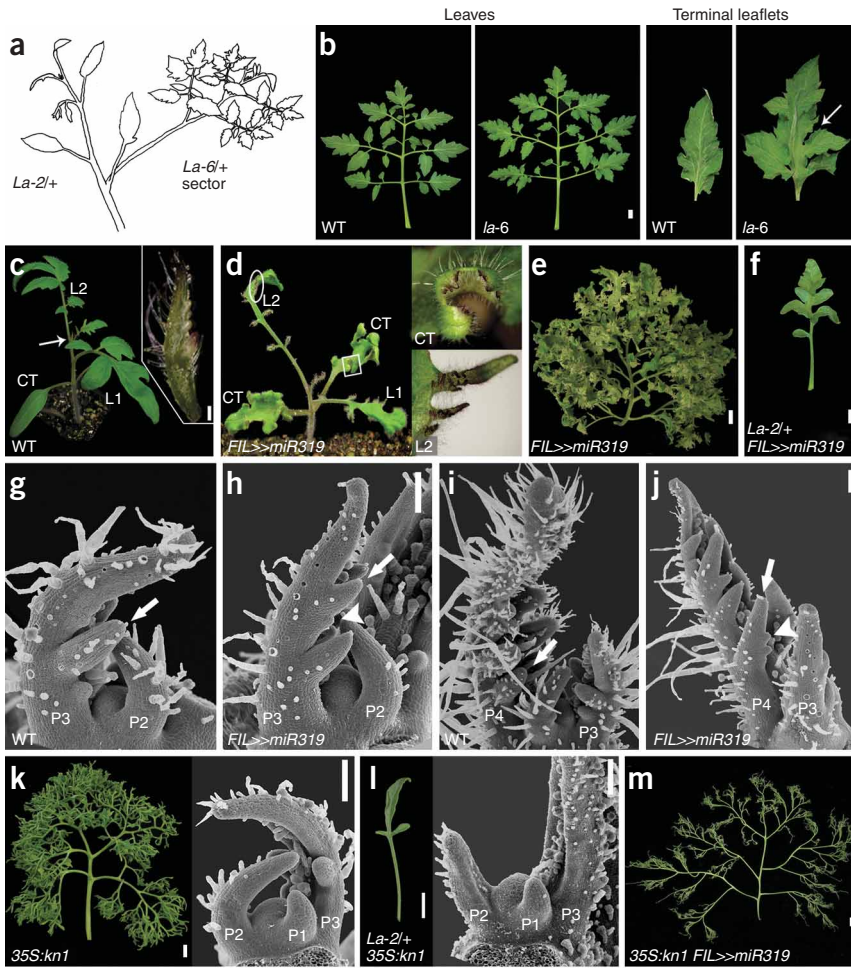 Leaves
Terminal leaflets
a
La-2/+
La-6/+
sector
b
WT
la-6
WT
la-6
c
L2
CT
L1
WT
d
L2
CT
CT
L1
FIL>>miR319
CT
L2
e
FIL>>miR319
f
La-2/+
FIL>>miR319
g
P3
P2
WT
h
P3
P2
FIL>>miR319
i
P4
P3
WT
j
P4
P3
FIL>>miR319
k
35S:kn1
P2
P1
P3
l
La-2/+
35S:kn1
P2
P1
P3
m
35S:kn1 FIL>>miR319